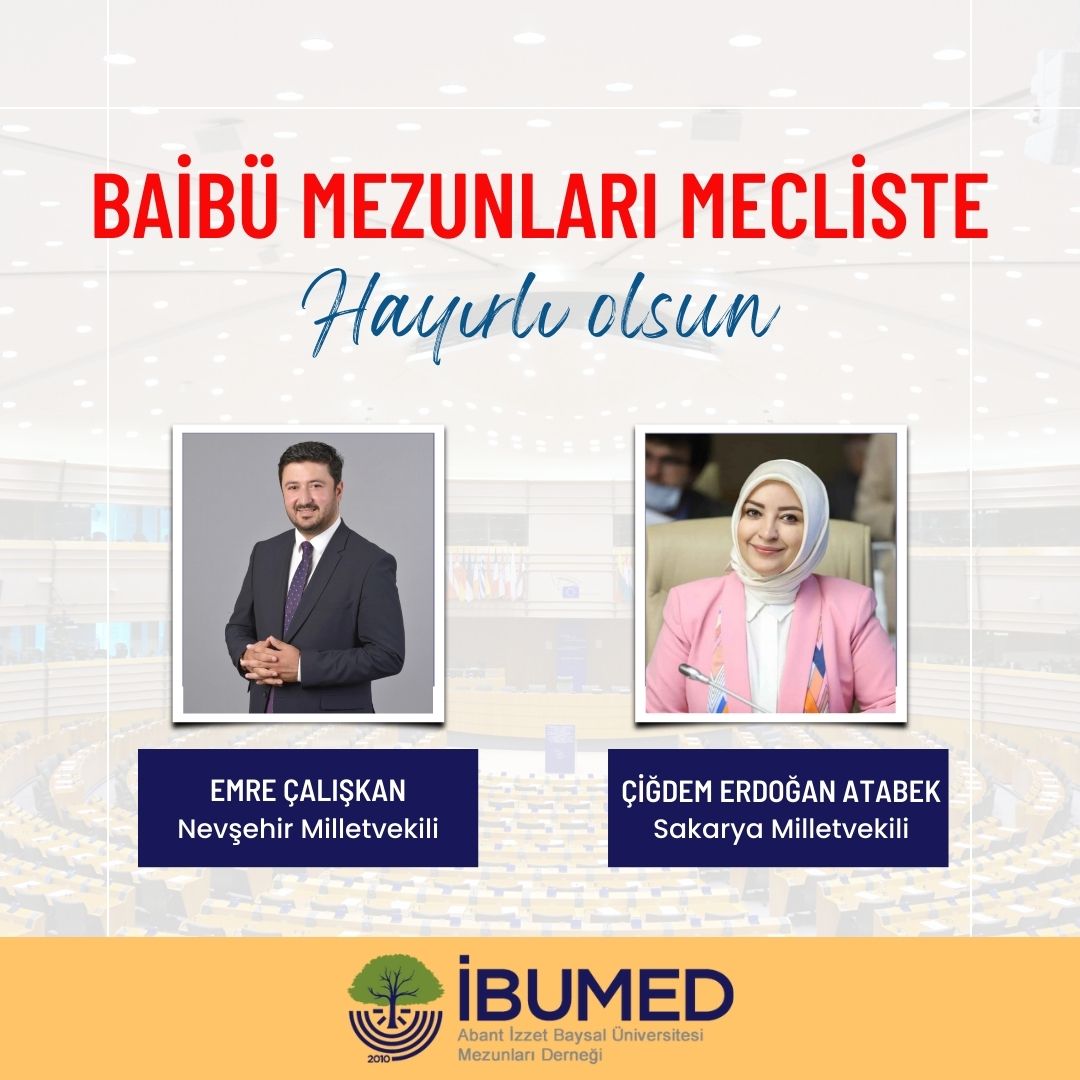 BAİBÜ MEZUNLARI MECLİSTE
Hayırlı olsun
EMRE ÇALIŞKAN
Nevşehir Milletvekili
ÇİĞDEM ERDOĞAN ATABEK
Sakarya Milletvekili
2010
İBUMED
Abant İzzet Baysal Üniversitesi
Mezunları Derneği